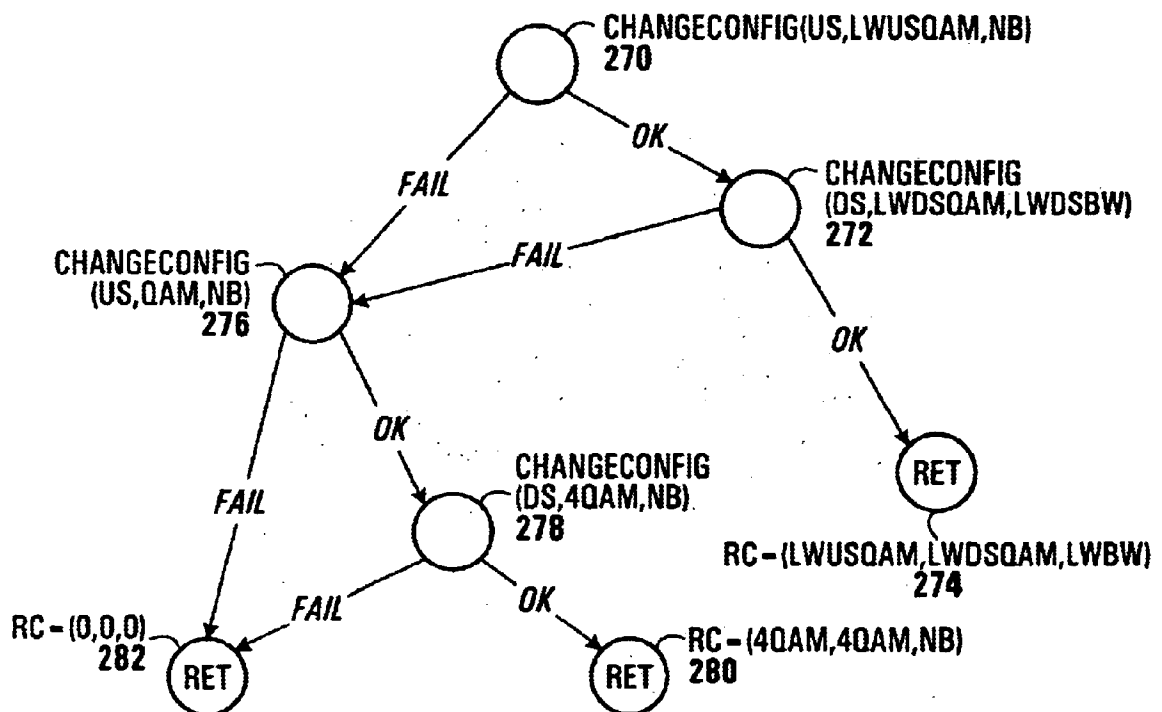 CHANGECONFIG(US,LWUSQAM,NB)
270
OK
FAIL
CHANGECONFIG
(DS,LWDSQAM,LWDSBW)
272
FAIL
CHANGECONFIG
(US,QAM,NB)
276
OK
OK
CHANGECONFIG
(DS,4QAM,NB)
278
FAIL
RET
RC-(LWUSQAM,LWDSQAM,LWBW)
274
FAIL
OK
RC-(0,0,0)
282
RET
RET
RC-(4QAM,4QAM,NB)
280